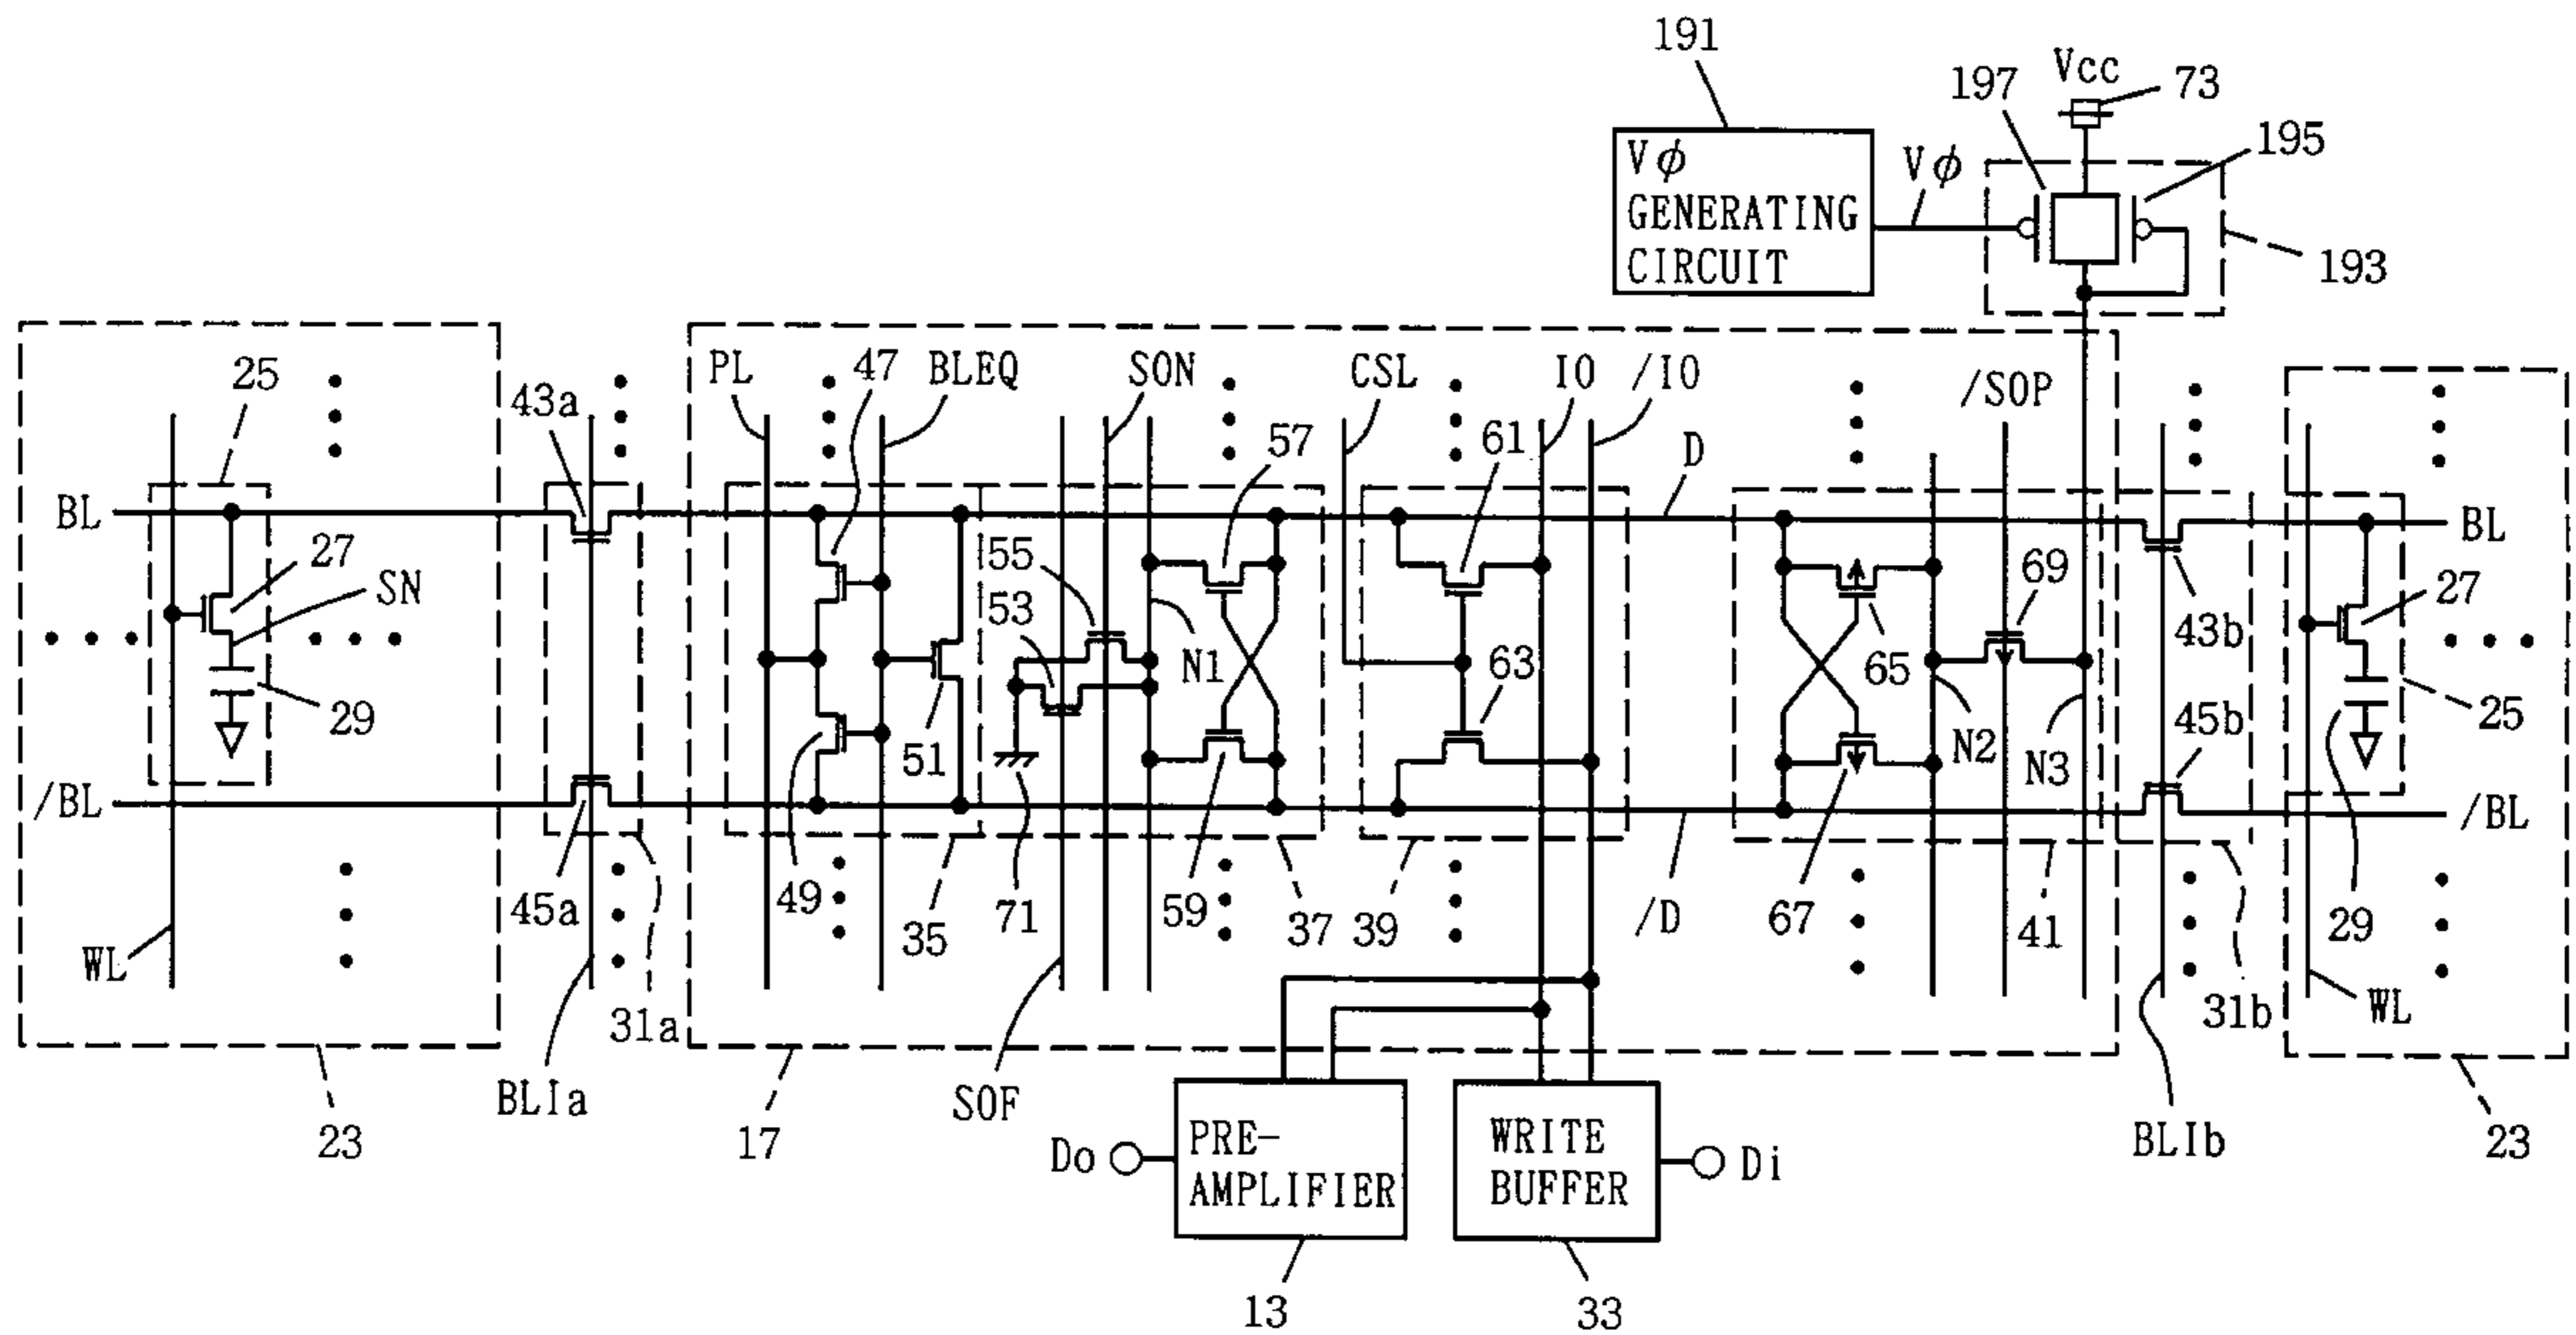 191
Vcc
73
197
195
Vφ
GENERATING
CIRCUIT
Vφ
193
25
43a
PL
47
BLEQ
SON
CSL
IO
/IO
/SOP
57
61
D
BL
BL
27
SN
55
53
69
27
43b
N1
63
65
29
51
N2
N3
45b
25
/BL
/BL
49
71
59
/D
67
41
29
45a
35
37
39
WL
31a
31b
WL
BLIa
SOF
23
17
BLIb
23
Do
PRE-
AMPLIFIER
WRITE
BUFFER
Di
13
33